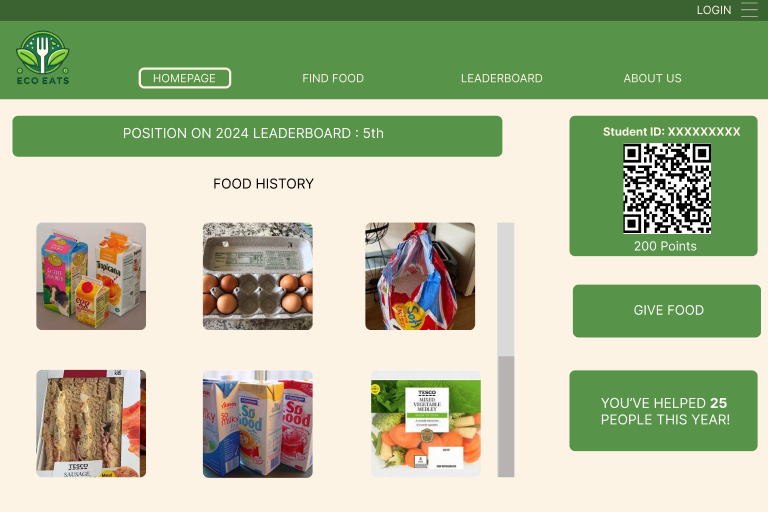 LOGIN
ECO EATS
HOMEPAGE
FIND FOOD
LEADERBOARD
ABOUT US
POSITION ON 2024 LEADERBOARD : 5th
Student ID: XXXXXXXXX
200 Points
FOOD HISTORY
Tropicana
GIVE FOOD
TESCO
SAUSAGE
So
Good
So
Good
TESCO
MIXED
VEGETABLE
MEDLEY
YOU'VE HELPED 25
PEOPLE THIS YEAR!